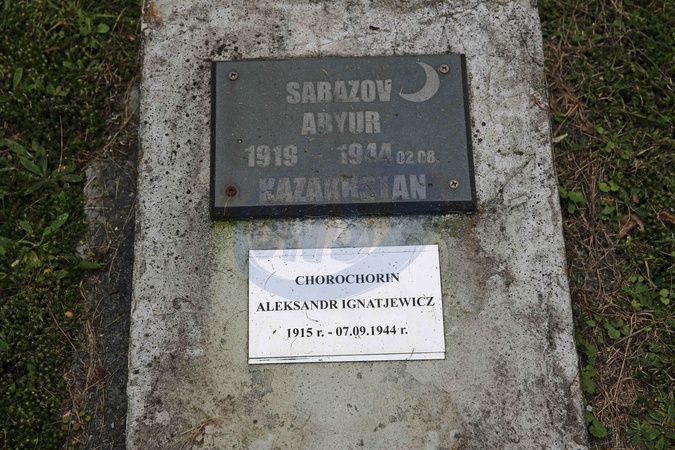 SARAZOV
ABYUR
1919 - 1944 02.08.
KAZAKHSTAN
CHOROCHORIN
ALEKSANDR IGNATJEWICZ
1915 r. - 07.09.1944 r.